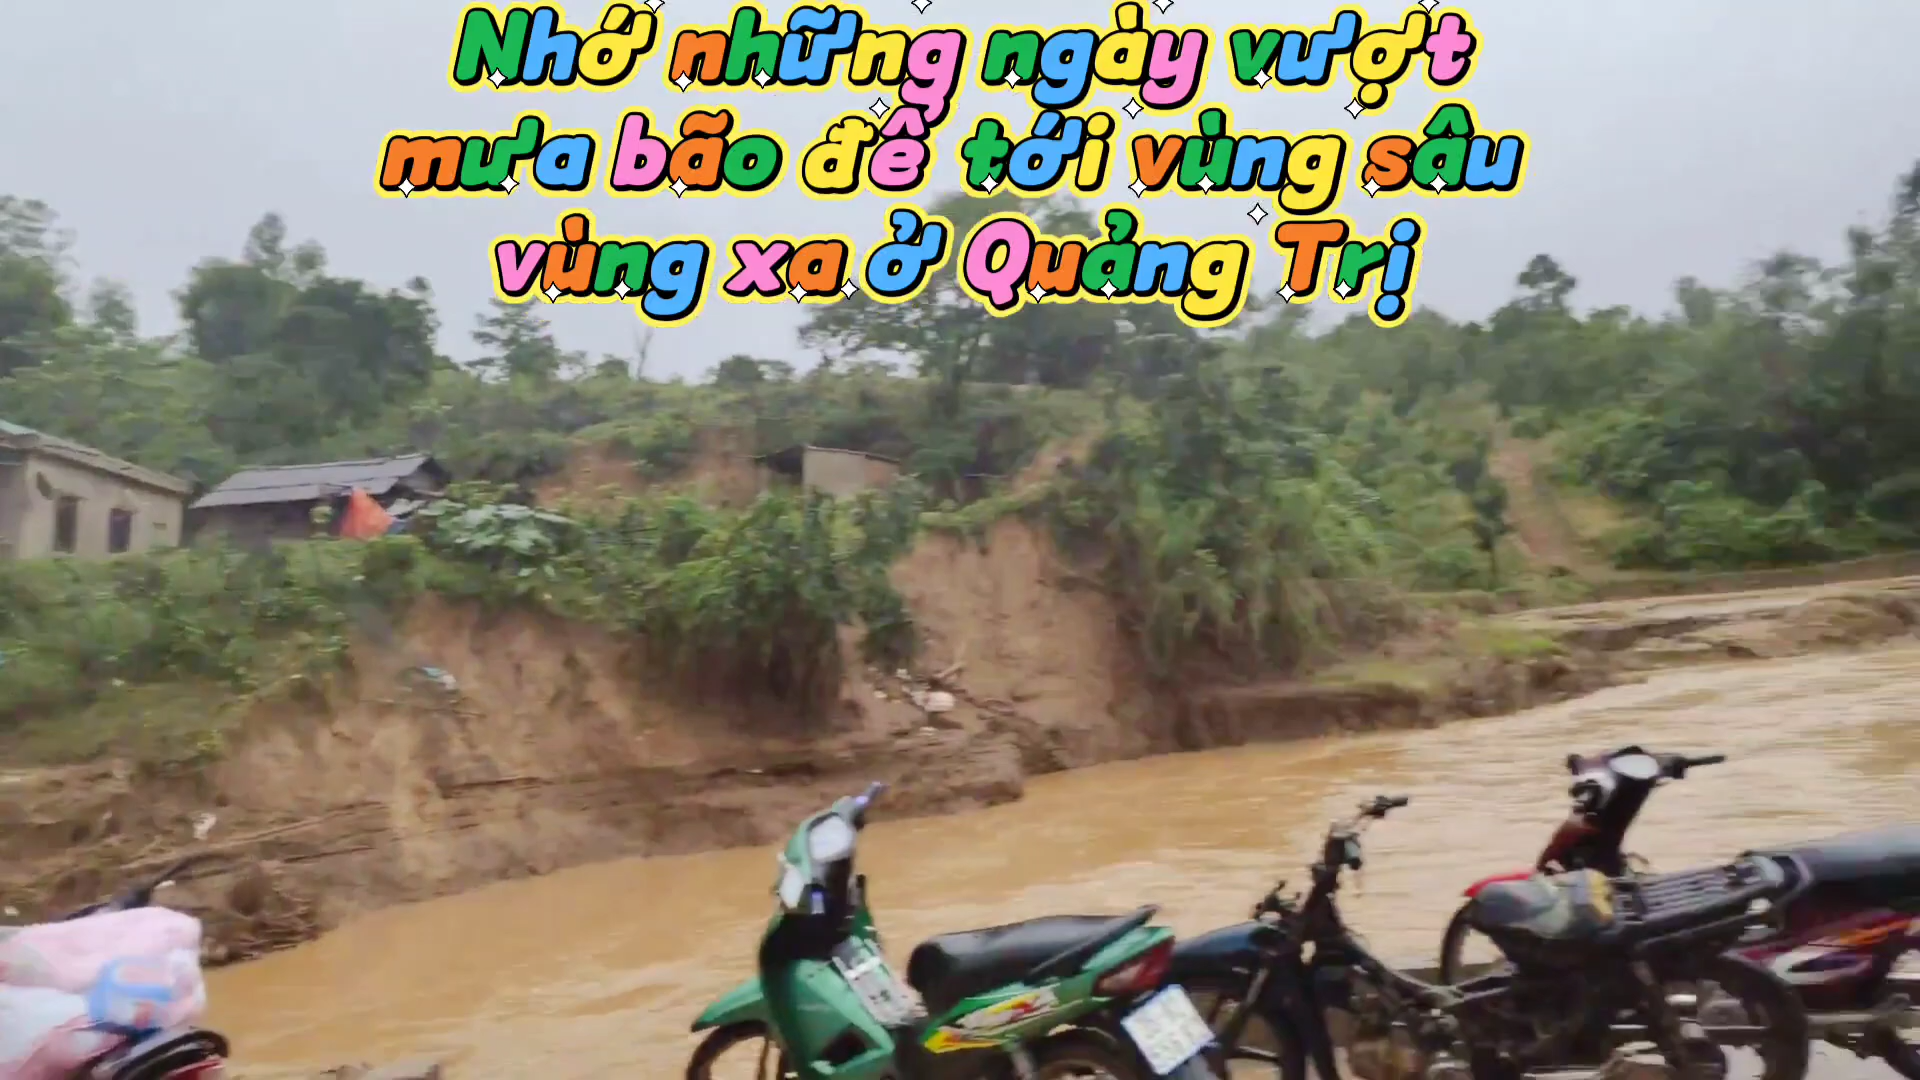 Nhớ những ngày vượt
mưa bão để tới vùng sâu
vùng xa ở Quảng Trị